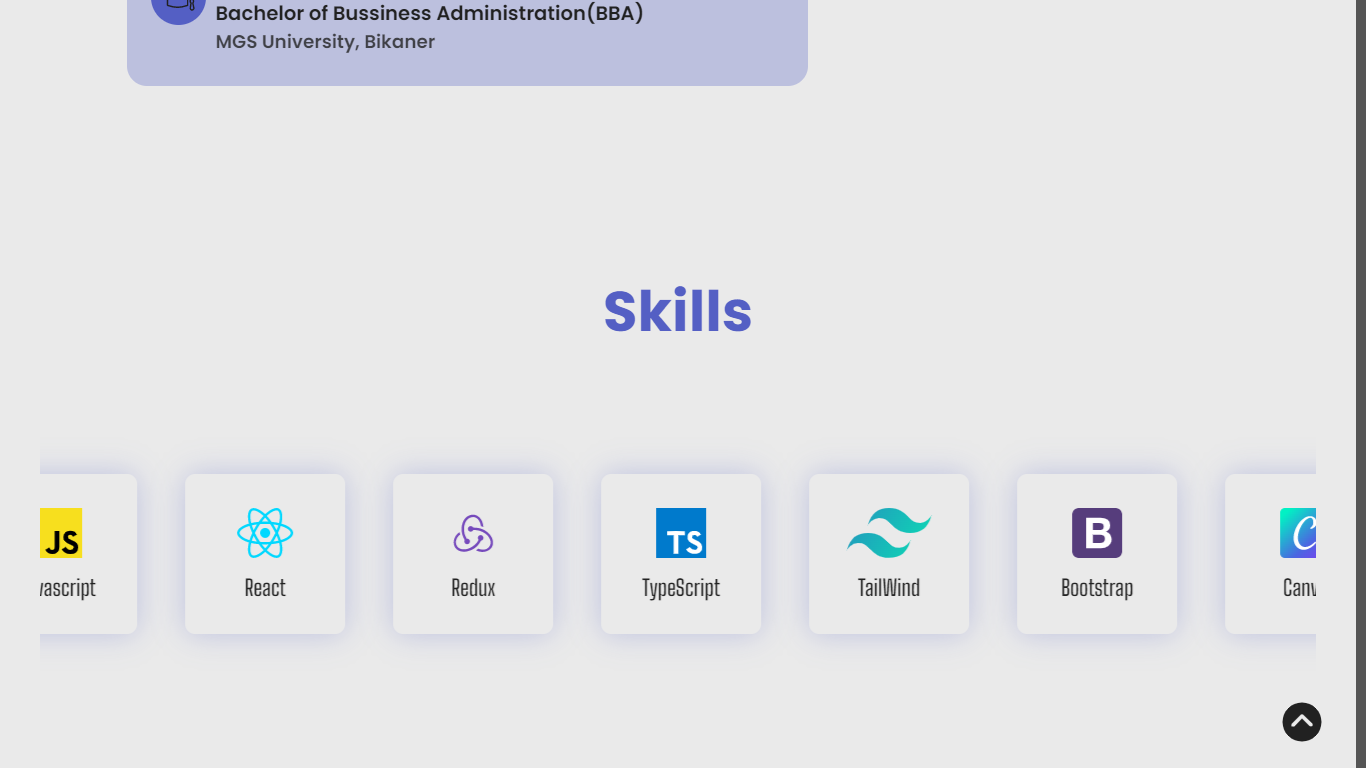 Bachelor of Bussiness Administration(BBA)
MGS University, Bikaner
Skills
JS
TS
B
C
vascript
React
Redux
TypeScript
TailWind
Bootstrap
Canv